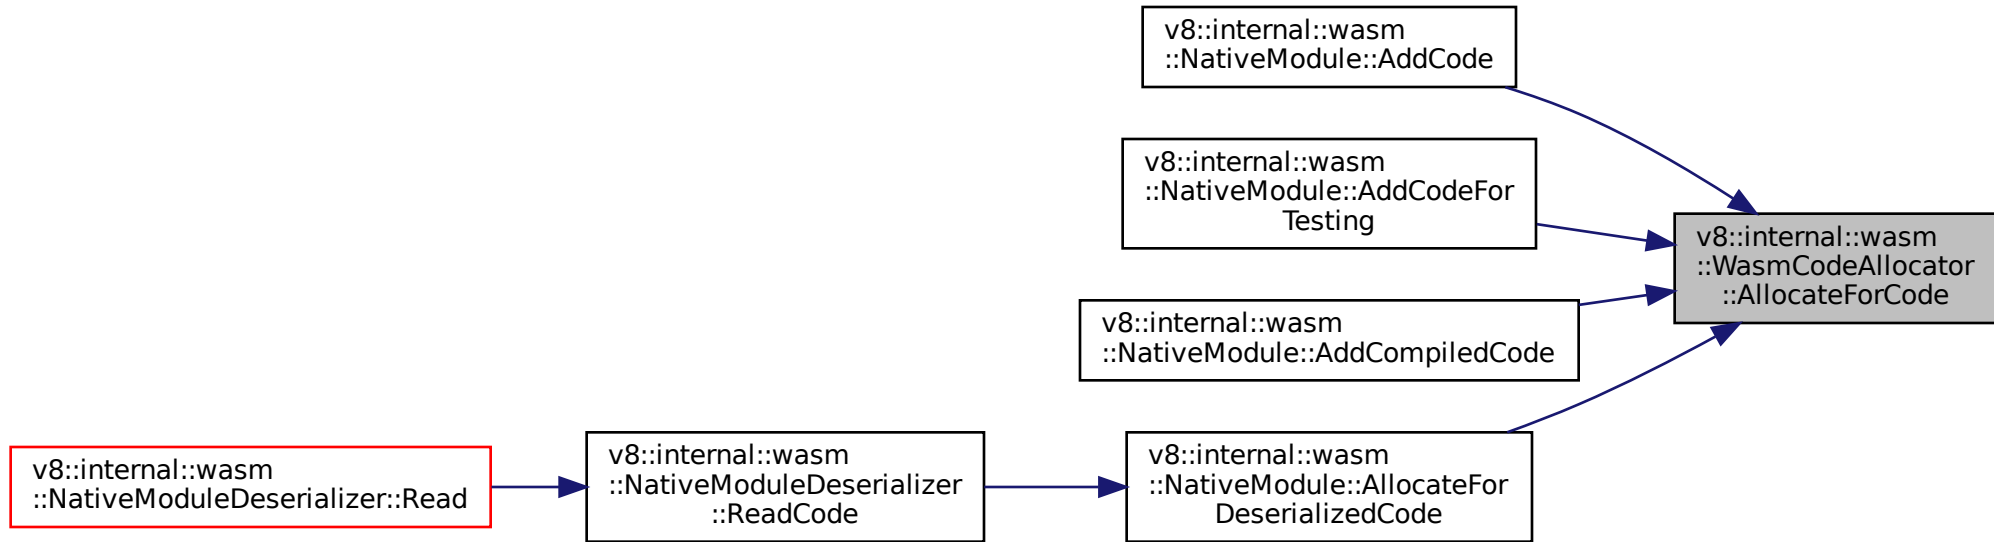 v8::internal::wasm
::NativeModule::AddCode
v8::internal::wasm
::NativeModule::AddCodeFor
Testing
v8::internal::wasm
::WasmCodeAllocator
::AllocateForCode
v8::internal::wasm
::NativeModule::AddCompiledCode
v8::internal::wasm
::NativeModuleDeserializer::Read
v8::internal::wasm
::NativeModuleDeserializer
::ReadCode
v8::internal::wasm
::NativeModule::AllocateFor
DeserializedCode